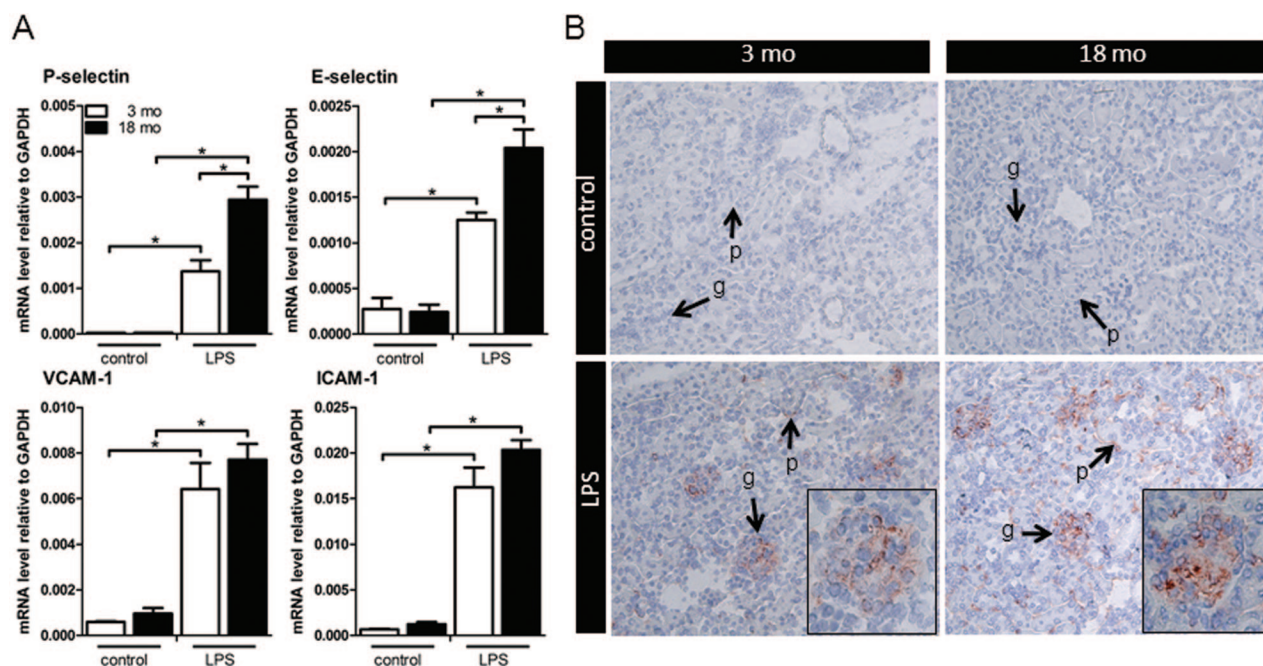 A
P-selectin
mRNA level relative to GAPDH
0.005
0.004
0.003
0.002
0.001
0.000
3 mo
18 mo
*
*
*
control
LPS
E-selectin
mRNA level relative to GAPDH
0.0025
0.0020
0.0015
0.0010
0.0005
0.0000
*
*
*
control
LPS
VCAM-1
mRNA level relative to GAPDH
0.010
0.008
0.006
0.004
0.002
0.000
*
*
control
LPS
ICAM-1
mRNA level relative to GAPDH
0.025
0.020
0.015
0.010
0.005
0.000
*
*
control
LPS
B
3 mo
18 mo
control
p
g
g
p
LPS
p
g
p
g